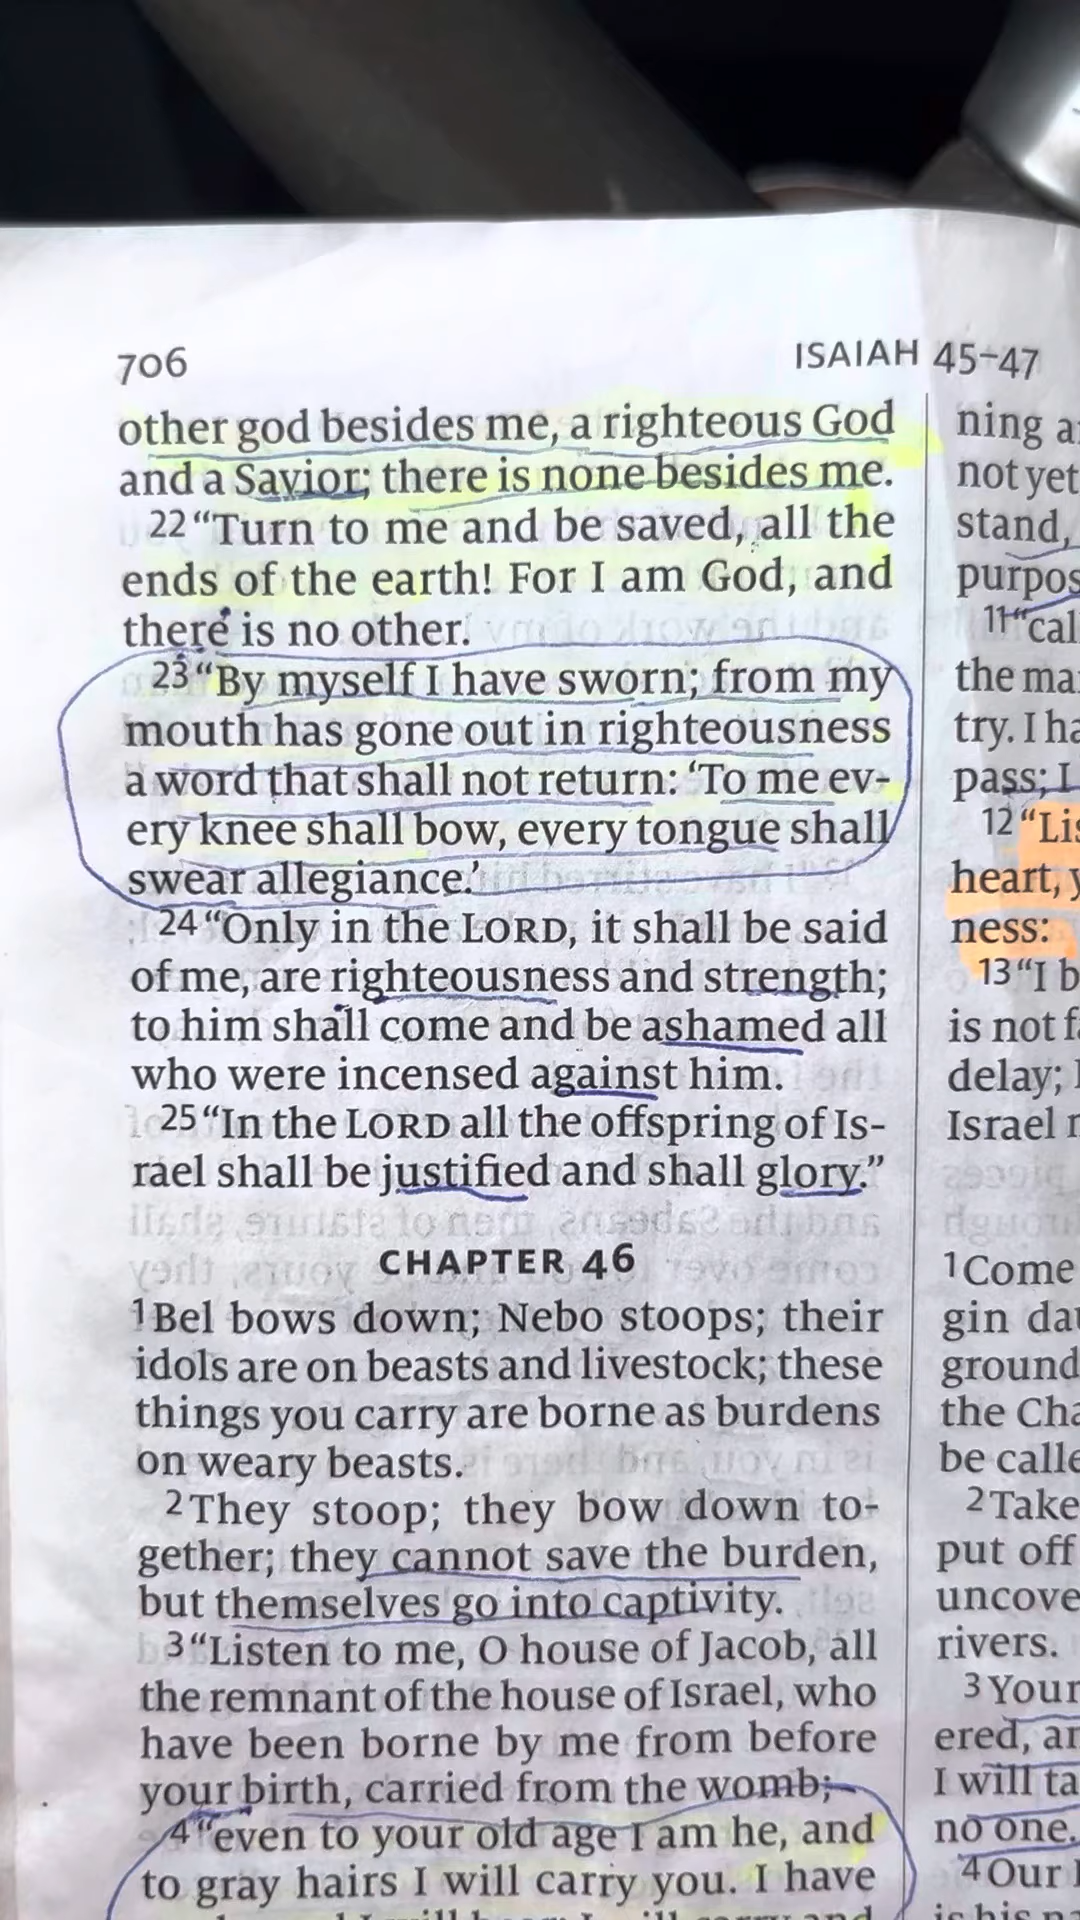 706
ISAIAH 45–47
other god besides me, a righteous God
and a Savior; there is none besides me.
22 “Turn to me and be saved, all the
ends of the earth! For I am God, and
there is no other.
23 “By myself I have sworn; from my
mouth has gone out in righteousness
a word that shall not return: ‘To me ev-
ery knee shall bow, every tongue shall
swear allegiance.’
24 “Only in the LORD, it shall be said
of me, are righteousness and strength;
to him shall come and be ashamed all
who were incensed against him.
25 “In the LORD all the offspring of Is-
rael shall be justified and shall glory.”
CHAPTER 46
1 Bel bows down; Nebo stoops; their
idols are on beasts and livestock; these
things you carry are borne as burdens
on weary beasts.
2 They stoop; they bow down to-
gether; they cannot save the burden,
but themselves go into captivity.
3 “Listen to me, O house of Jacob, all
the remnant of the house of Israel, who
have been borne by me from before
your birth, carried from the womb;
4 “even to your old age I am he, and
to gray hairs I will carry you. I have
ning
not yet
stand,
11 “cal
the
try. I
pass; I
12 “Lis
heart,
ness:
13 “I b
is not
delay;
Israel
1 Come
gin
ground
the Cha
be calle
2 Take
put off
uncove
rivers.
3 Your
ered,
I will ta
no one.
4 Our
is his